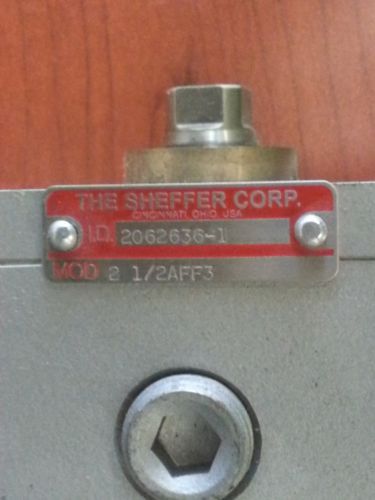 THE SHEFFER CORP.
CINCINNATI, OHIO, USA
I.D. 2062636-1
MOD 2 1/2AFF3